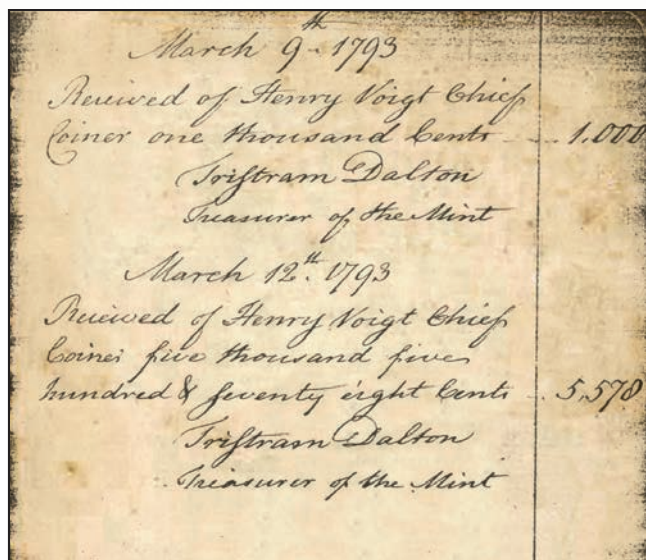 March 9th 1793
Received of Henry Voigt Chief
Coiner one thousand Cents 1.000
Tristram Dalton
Treasurer of the Mint
March 12th. 1793
Received of Henry Voigt Chief
Coiner five thousand five
hundred & seventy eight Cents 5,578
Tristram Dalton
Treasurer of the Mint